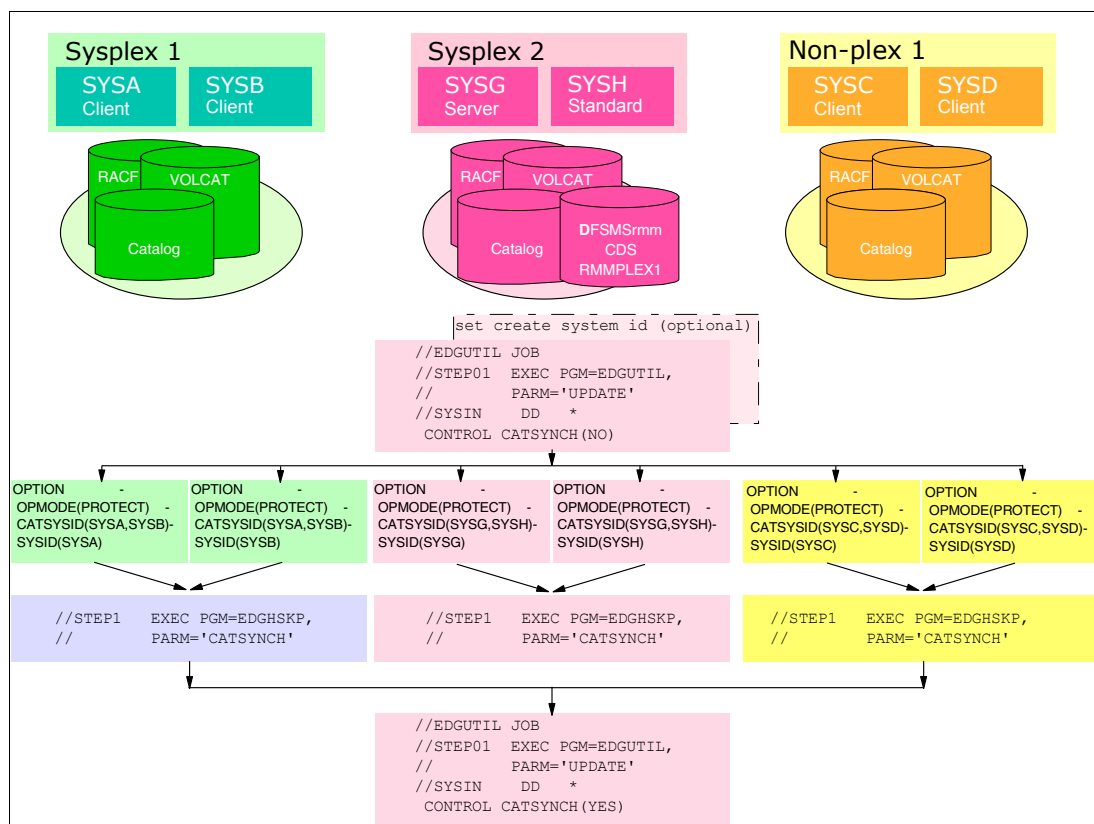 Sysplex 1
SYSA
Client
SYSB
Client
RACF
VOLCAT
Catalog
Sysplex 2
SYSG
Server
SYSH
Standard
RACF
VOLCAT
Catalog
DFSMSrmm
CDS
RMMPLEX1
Non-plex 1
SYSC
Client
SYSD
Client
RACF
VOLCAT
Catalog
set create system id (optional)
//EDGUTIL JOB
//STEP01  EXEC PGM=EDGUTIL,
//        PARM='UPDATE'
//SYSIN    DD   *
 CONTROL CATSYNCH(NO)
OPTION -
OPMODE(PROTECT) -
CATSYSID(SYSA,SYSB)-
SYSID(SYSA)
OPTION -
OPMODE(PROTECT) -
CATSYSID(SYSA,SYSB)-
SYSID(SYSB)
OPTION -
OPMODE(PROTECT) -
CATSYSID(SYSG,SYSH)-
SYSID(SYSG)
OPTION -
OPMODE(PROTECT) -
CATSYSID(SYSG,SYSH)-
SYSID(SYSH)
OPTION -
OPMODE(PROTECT) -
CATSYSID(SYSC,SYSD)-
SYSID(SYSC)
OPTION -
OPMODE(PROTECT) -
CATSYSID(SYSC,SYSD)-
SYSID(SYSD)
//STEP1   EXEC PGM=EDGHSKP,
//        PARM='CATSYNCH'
//STEP1   EXEC PGM=EDGHSKP,
//        PARM='CATSYNCH'
//STEP1   EXEC PGM=EDGHSKP,
//        PARM='CATSYNCH'
//EDGUTIL JOB
//STEP01  EXEC PGM=EDGUTIL,
//        PARM='UPDATE'
//SYSIN    DD   *
 CONTROL CATSYNCH(YES)